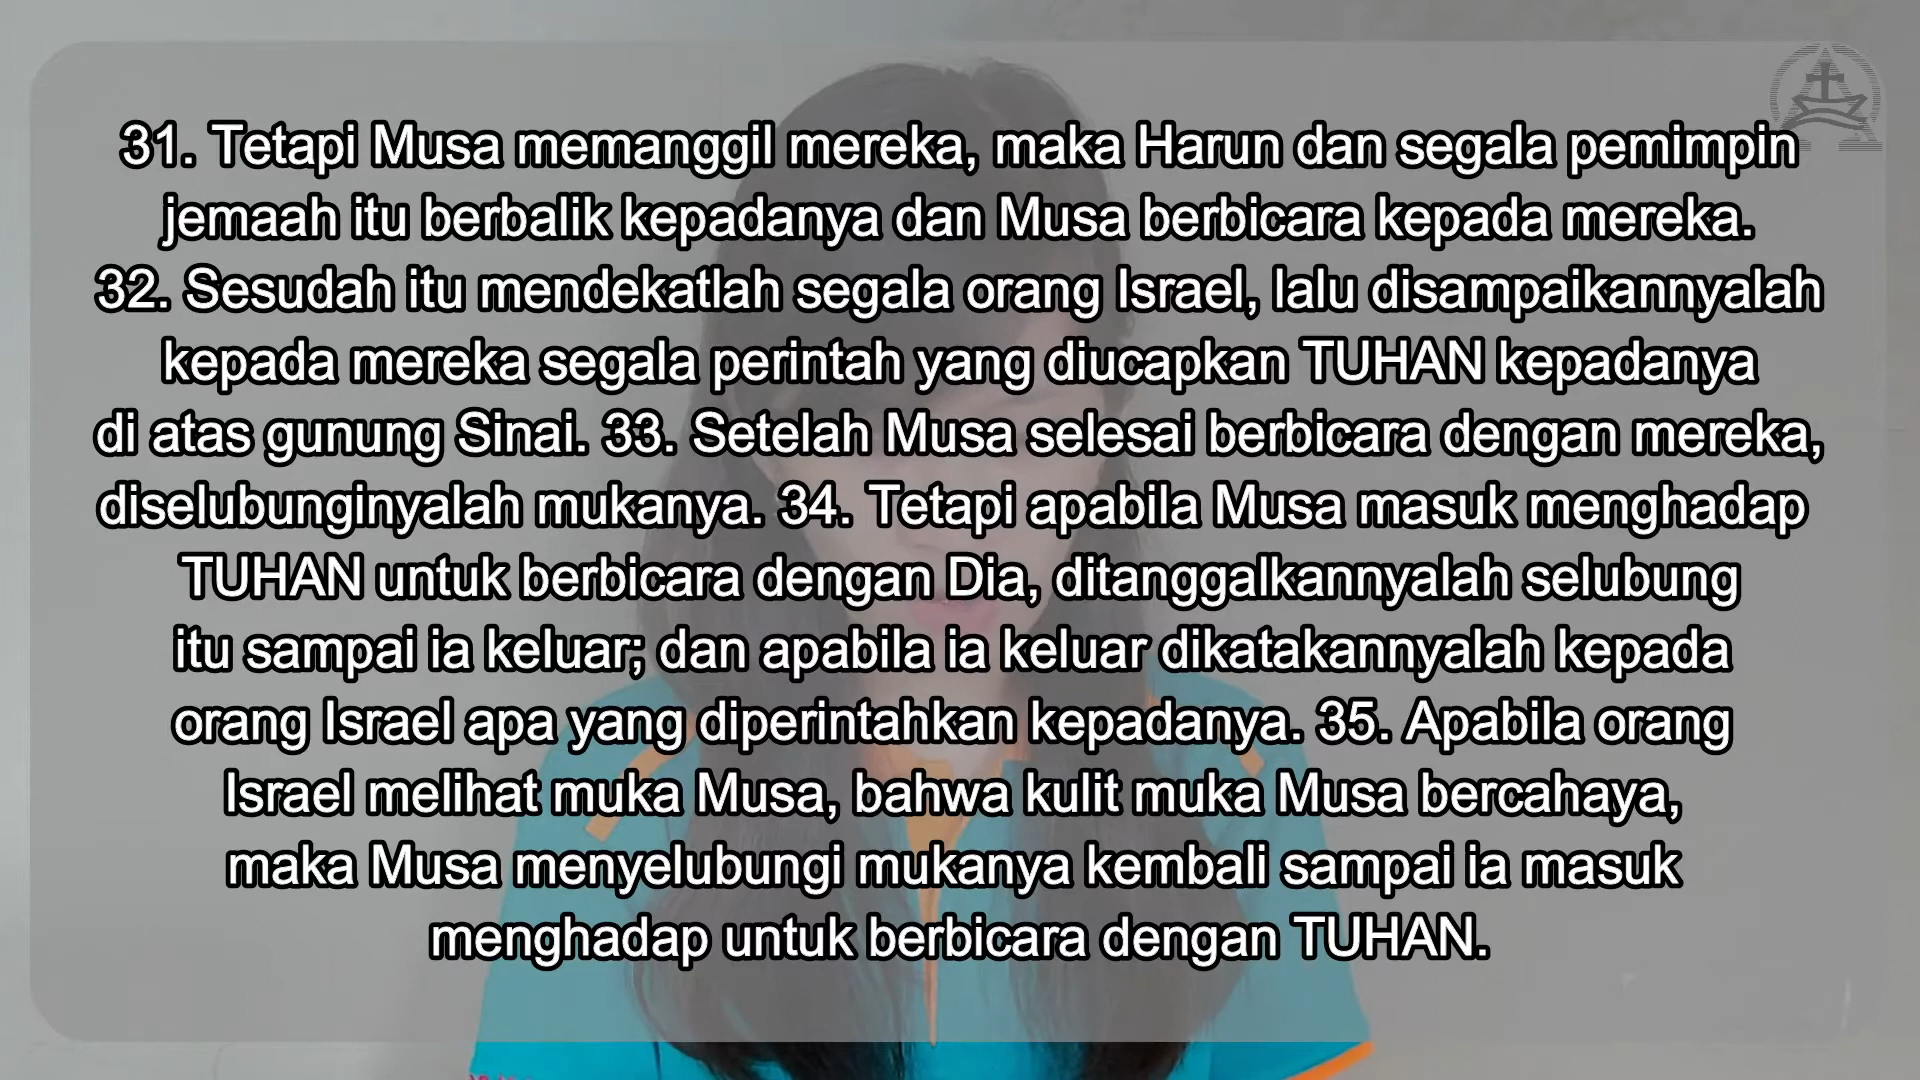 31. Tetapi Musa memanggil mereka, maka Harun dan segala pemimpin
jemaah itu berbalik kepadanya dan Musa berbicara kepada mereka.
32. Sesudah itu mendekatlah segala orang Israel, lalu disampaikannyalah
kepada mereka segala perintah yang diucapkan TUHAN kepadanya
di atas gunung Sinai. 33. Setelah Musa selesai berbicara dengan mereka,
diselubunginyalah mukanya. 34. Tetapi apabila Musa masuk menghadap
TUHAN untuk berbicara dengan Dia, ditanggalkannyalah selubung
itu sampai ia keluar; dan apabila ia keluar dikatakannyalah kepada
orang Israel apa yang diperintahkan kepadanya. 35. Apabila orang
Israel melihat muka Musa, bahwa kulit muka Musa bercahaya,
maka Musa menyelubungi mukanya kembali sampai ia masuk
menghadap untuk berbicara dengan TUHAN.